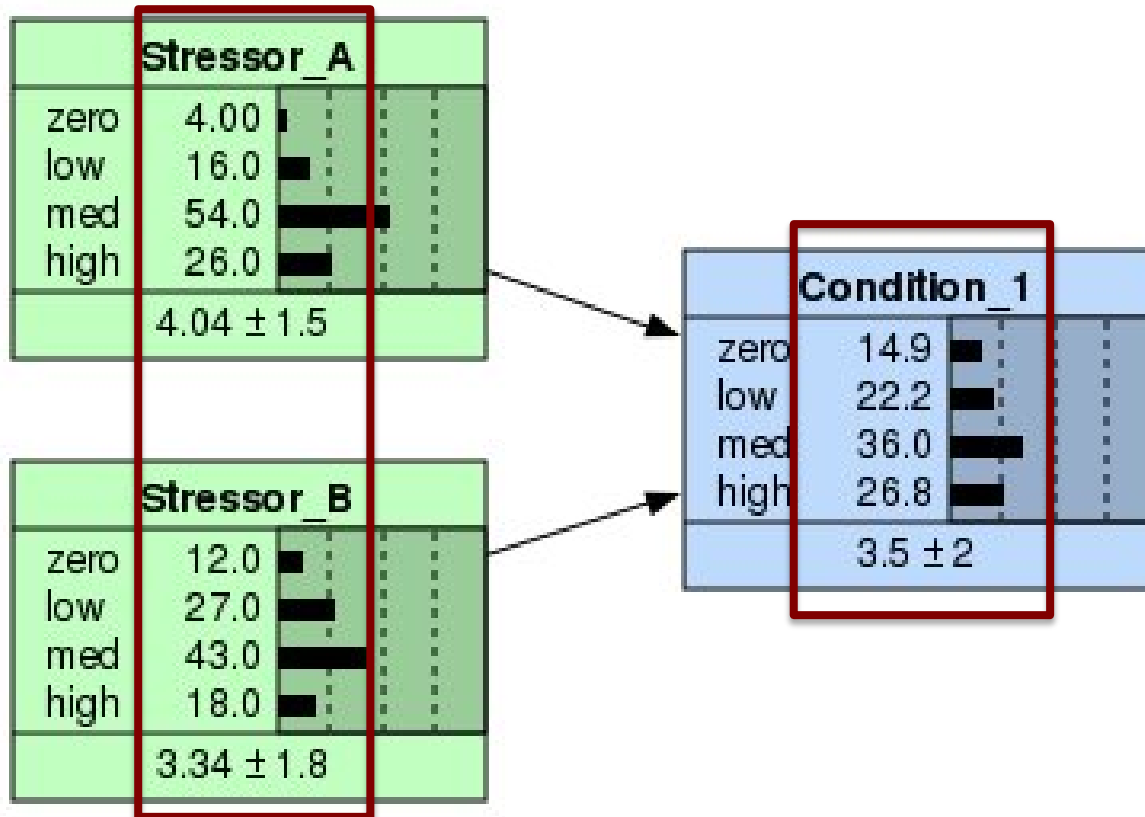 Stressor_A
zero 4.00
low 16.0
med 54.0
high 26.0
4.04 ± 1.5
Stressor_B
zero 12.0
low 27.0
med 43.0
high 18.0
3.34 ± 1.8
Condition_1
zero 14.9
low 22.2
med 36.0
high 26.8
3.5 ± 2